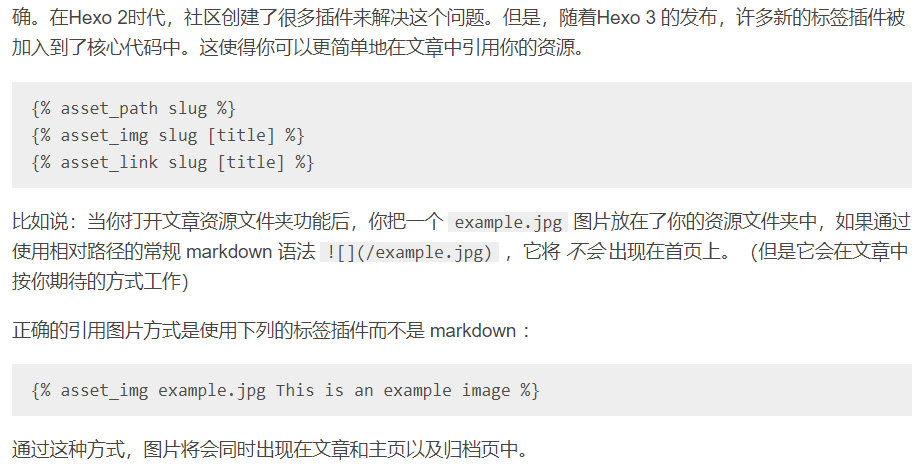 确。在Hexo 2时代，社区创建了很多插件来解决这个问题。但是，随着Hexo 3 的发布，许多新的标签插件被
加入到了核心代码中。这使得你可以更简单地在文章中引用你的资源。
{% asset_path slug %}
{% asset_img slug [title] %}
{% asset_link slug [title] %}
比如说：当你打开文章资源文件夹功能后，你把一个 example.jpg 图片放在了你的资源文件夹中，如果通过
使用相对路径的常规 markdown 语法 ![](/example.jpg) ，它将 不会 出现在首页上。（但是它会在文章中
按你期待的方式工作）
正确的引用图片方式是使用下列的标签插件而不是 markdown ：
{% asset_img example.jpg This is an example image %}
通过这种方式，图片将会同时出现在文章和主页以及归档页中。